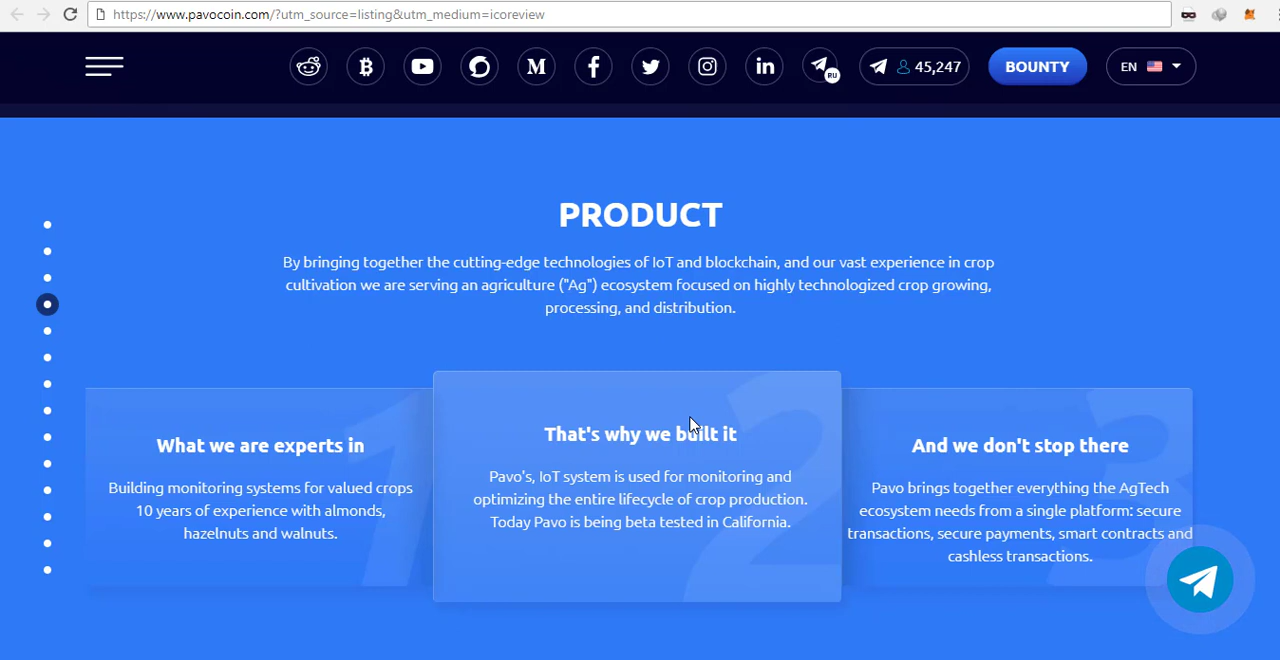 https://www.pavocoin.com/?utm_source=listing&utm_medium=icoreview
M
RU
45,247
BOUNTY
EN
PRODUCT
By bringing together the cutting-edge technologies of IoT and blockchain, and our vast experience in crop
cultivation we are serving an agriculture ("Ag") ecosystem focused on highly technologized crop growing,
processing, and distribution.
1
What we are experts in
Building monitoring systems for valued crops
10 years of experience with almonds,
hazelnuts and walnuts.
2
That's why we built it
Pavo's, IoT system is used for monitoring and
optimizing the entire lifecycle of crop production.
Today Pavo is being beta tested in California.
3
And we don't stop there
Pavo brings together everything the AgTech
ecosystem needs from a single platform: secure
transactions, secure payments, smart contracts and
cashless transactions.